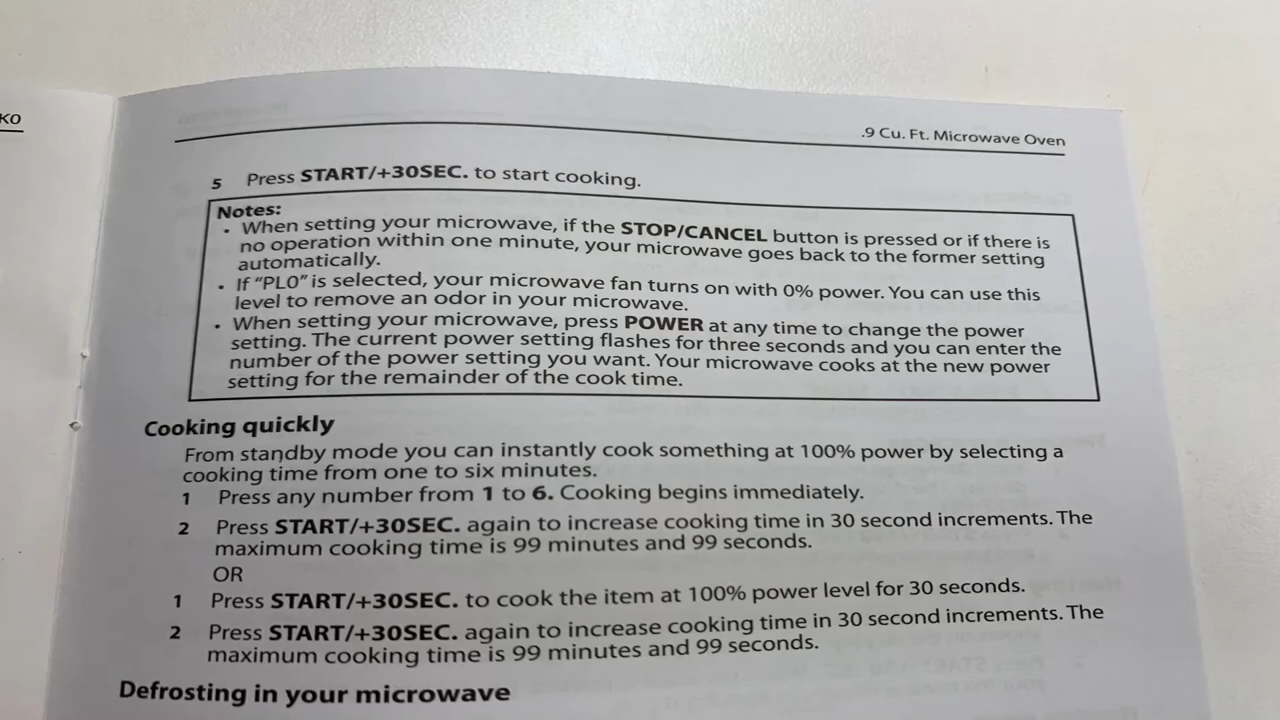 KO
.9 Cu. Ft. Microwave Oven
5 Press START/+30SEC. to start cooking.
Notes:
• When setting your microwave, if the STOP/CANCEL button is pressed or if there is
no operation within one minute, your microwave goes back to the former setting
automatically.
• If “PL0” is selected, your microwave fan turns on with 0% power. You can use this
level to remove an odor in your microwave.
• When setting your microwave, press POWER at any time to change the power
setting. The current power setting flashes for three seconds and you can enter the
number of the power setting you want. Your microwave cooks at the new power
setting for the remainder of the cook time.
Cooking quickly
From standby mode you can instantly cook something at 100% power by selecting a
cooking time from one to six minutes.
1 Press any number from 1 to 6. Cooking begins immediately.
2 Press START/+30SEC. again to increase cooking time in 30 second increments. The
maximum cooking time is 99 minutes and 99 seconds.
OR
1 Press START/+30SEC. to cook the item at 100% power level for 30 seconds.
2 Press START/+30SEC. again to increase cooking time in 30 second increments. The
maximum cooking time is 99 minutes and 99 seconds.
Defrosting in your microwave